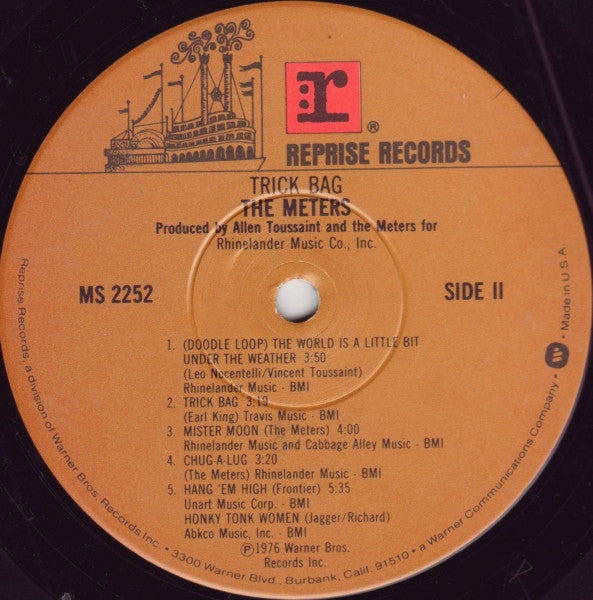 r
®
REPRISE RECORDS
TRICK BAG
THE METERS
Produced by Allen Toussaint and the Meters for
Rhinelander Music Co., Inc.
MS 2252
SIDE II
1. (DOODLE LOOP) THE WORLD IS A LITTLE BIT
UNDER THE WEATHER 3:50
(Leo Nocentelli/Vincent Toussaint)
Rhinelander Music - BMI
2. TRICK BAG 3:19
(Earl King) Travis Music - BMI
3. MISTER MOON (The Meters) 4:00
Rhinelander Music and Cabbage Alley Music - BMI
4. CHUG-A-LUG 3:20
(The Meters) Rhinelander Music - BMI
5. HANG 'EM HIGH (Frontier) 5:35
Unart Music Corp. - BMI
HONKY TONK WOMEN (Jagger/Richard)
Abkco Music, Inc. - BMI
Ⓟ1976 Warner Bros.
Records Inc.
Reprise Records, a division of Warner Bros. Records Inc. • 3300 Warner Blvd., Burbank, Calif. 91510 • a Warner Communications Company • W • Made in U.S.A.